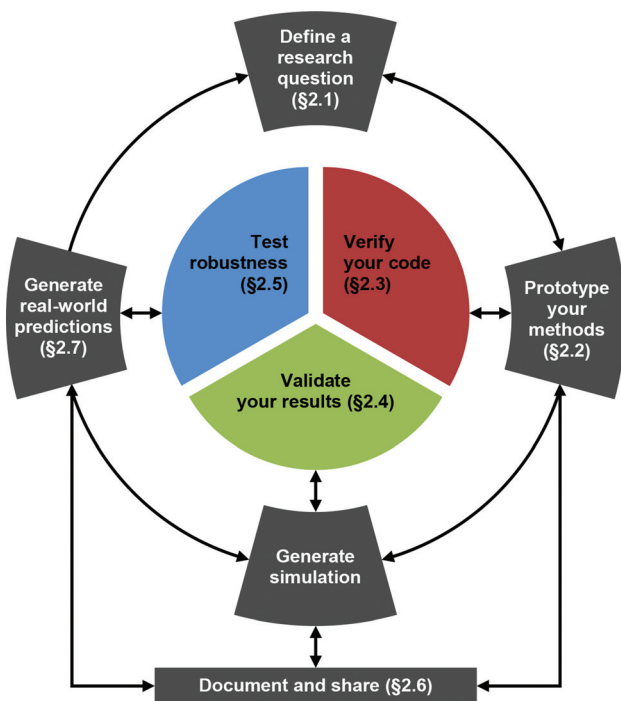 Define a
research
question
(§2.1)
Test
robustness
(§2.5)
Verify
your code
(§2.3)
Generate
real-world
predictions
(§2.7)
Prototype
your
methods
(§2.2)
Validate
your results (§2.4)
Generate
simulation
Document and share (§2.6)